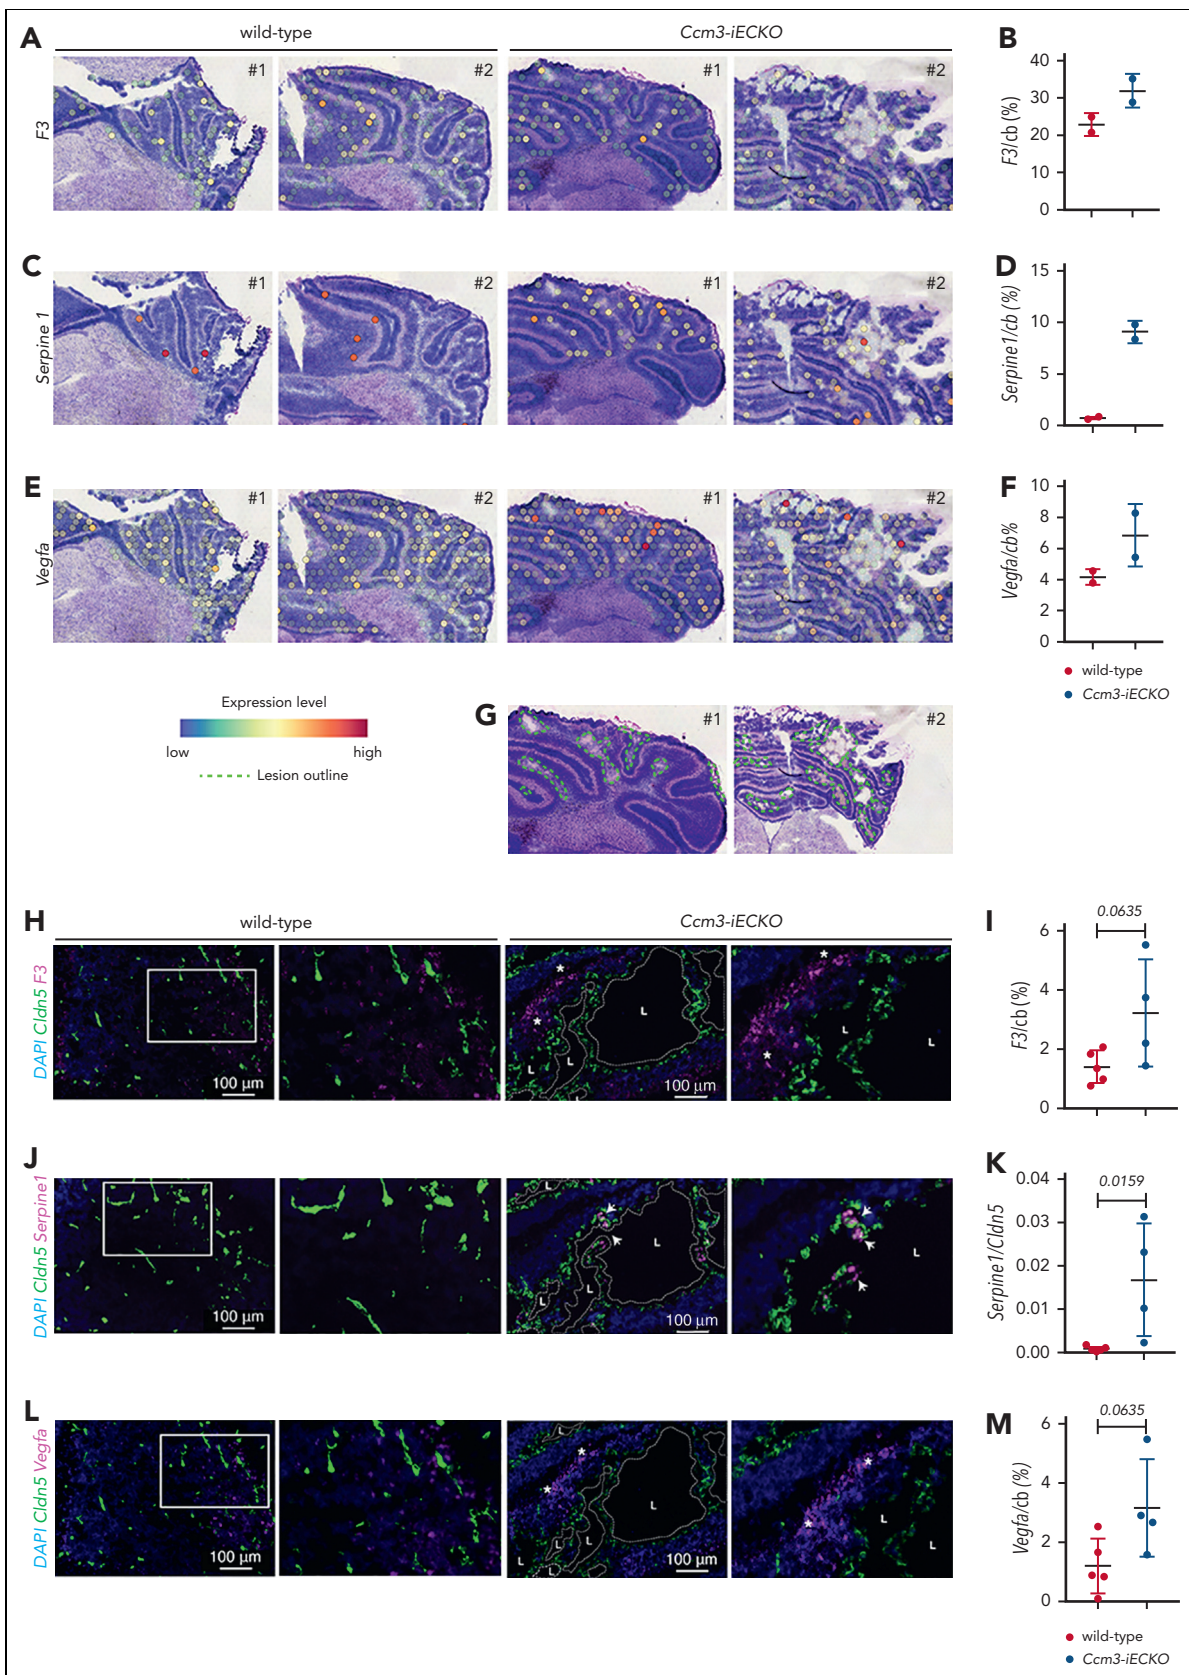 A
wild-type
Ccm3-iECKO
B
F3
#1
#2
#1
#2
F3/cb (%)
40
30
20
10
0
C
Serpine 1
#1
#2
#1
#2
D
Serpine1/cb (%)
15
10
5
0
E
Vegfa
#1
#2
#1
#2
F
Vegfa/cb%
10
8
6
4
2
0
wild-type
Ccm3-iECKO
Expression level
low
high
Lesion outline
G
#1
#2
H
wild-type
Ccm3-iECKO
DAPI Cldn5 F3
100 μm
*
*
L
L
L
L
100 μm
*
*
L
L
I
0.0635
F3/cb (%)
6
4
2
0
J
DAPI Cldn5 Serpine1
100 μm
L
L
L
L
L
100 μm
L
L
K
0.0159
Serpine1/Cldn5
0.04
0.03
0.02
0.01
0.00
L
DAPI Cldn5 Vegfa
100 μm
L
*
*
L
L
L
L
100 μm
*
*
L
L
M
0.0635
Vegfa/cb (%)
6
4
2
0
wild-type
Ccm3-iECKO